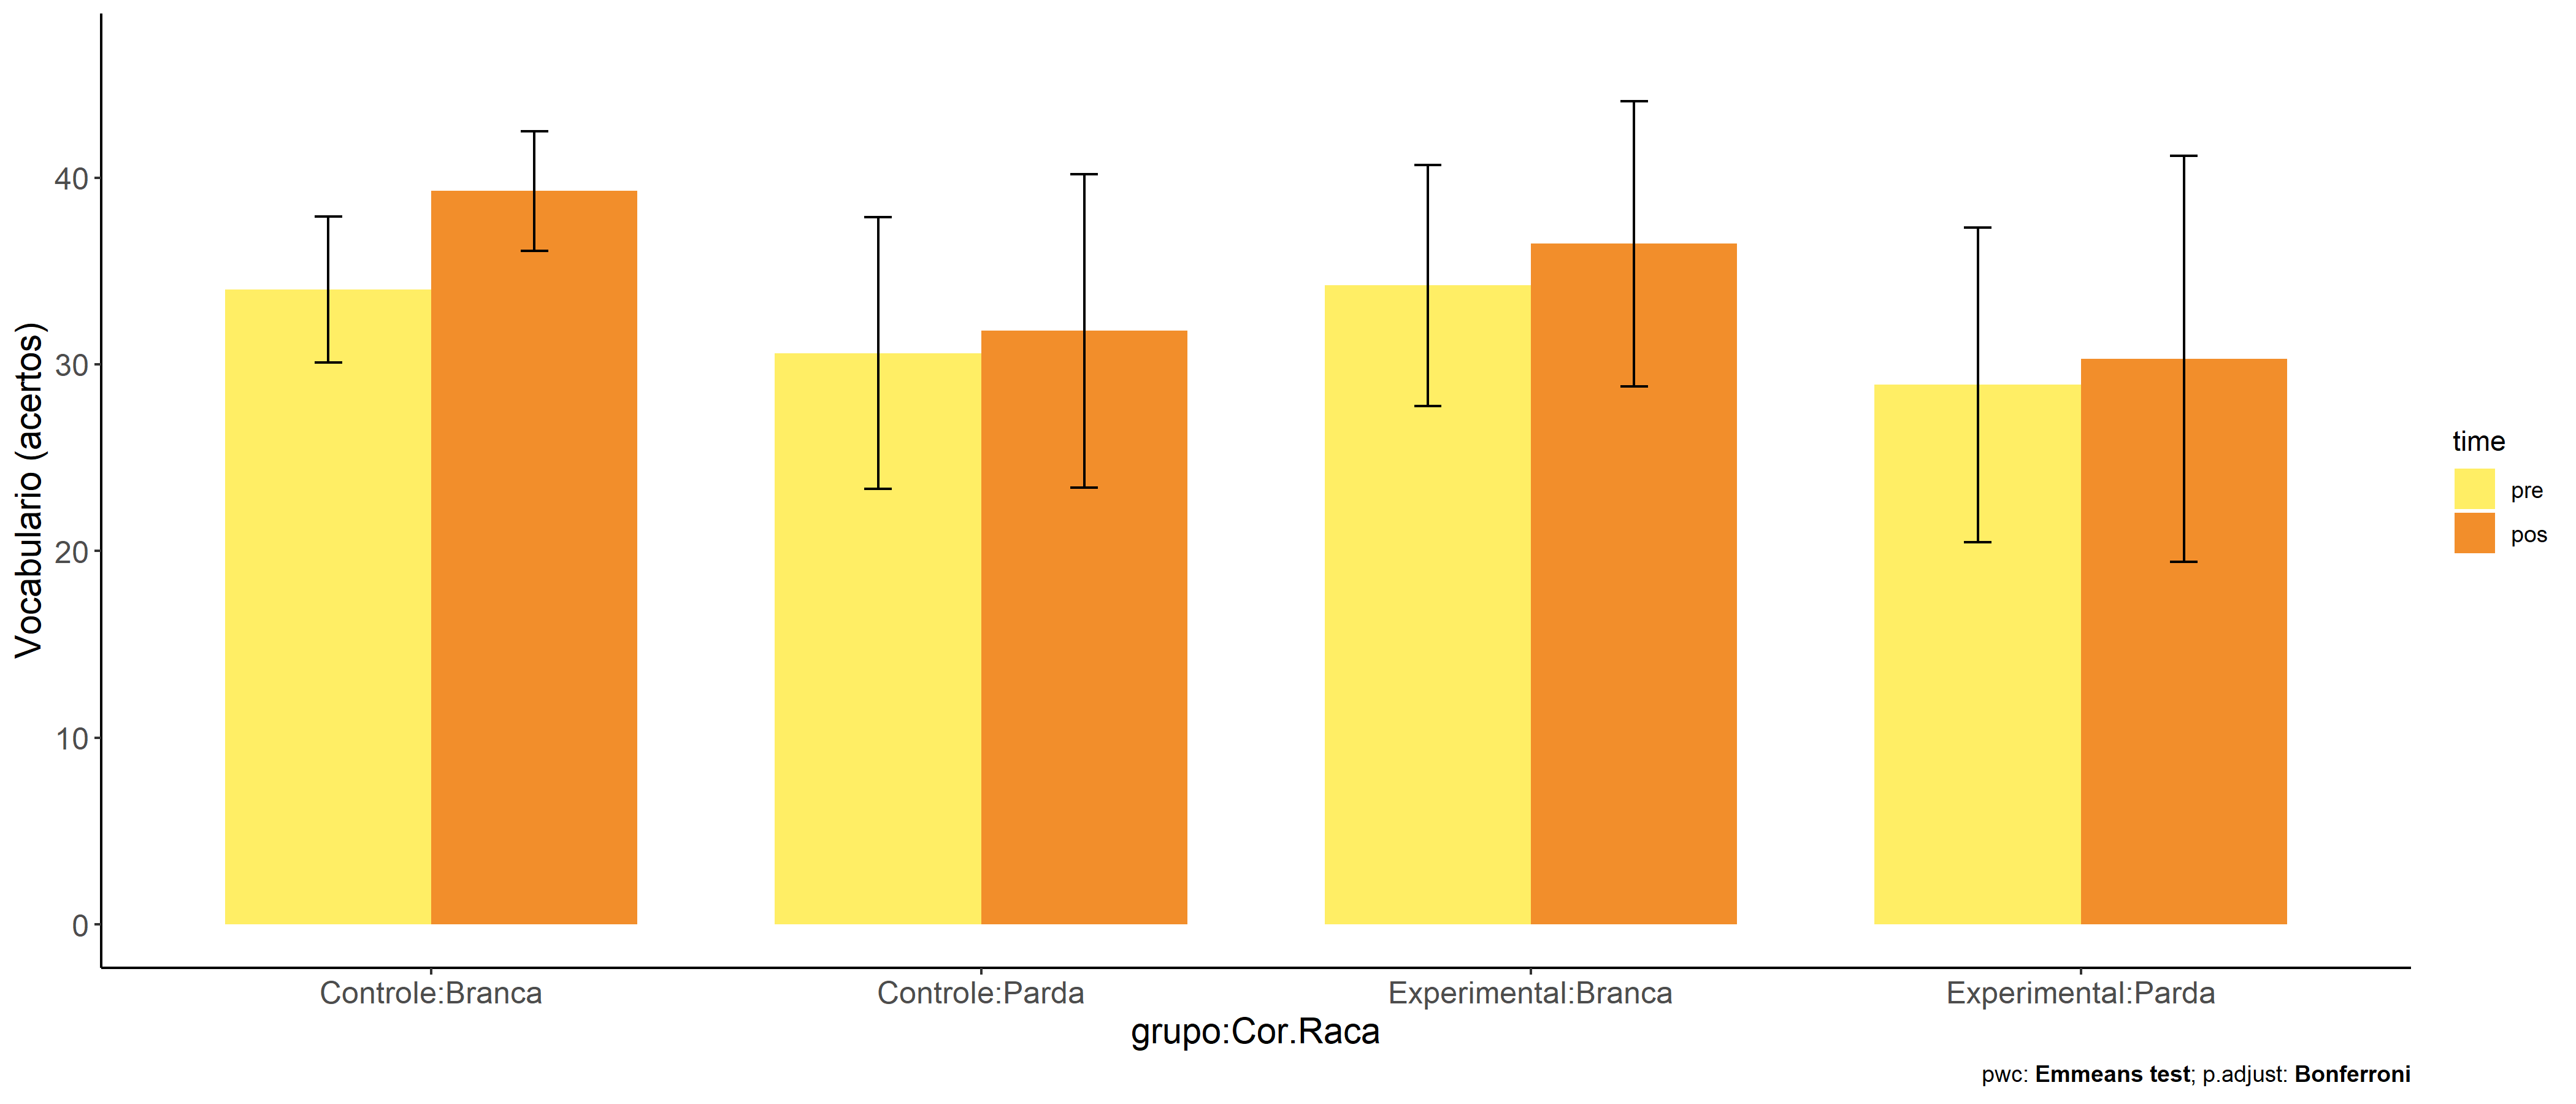 Vocabulario (acertos)
40
30
20
10
0
Controle:Branca
Controle:Parda
Experimental:Branca
Experimental:Parda
grupo:Cor.Raca
time
pre
pos
pwc: Emmeans test; p.adjust: Bonferroni